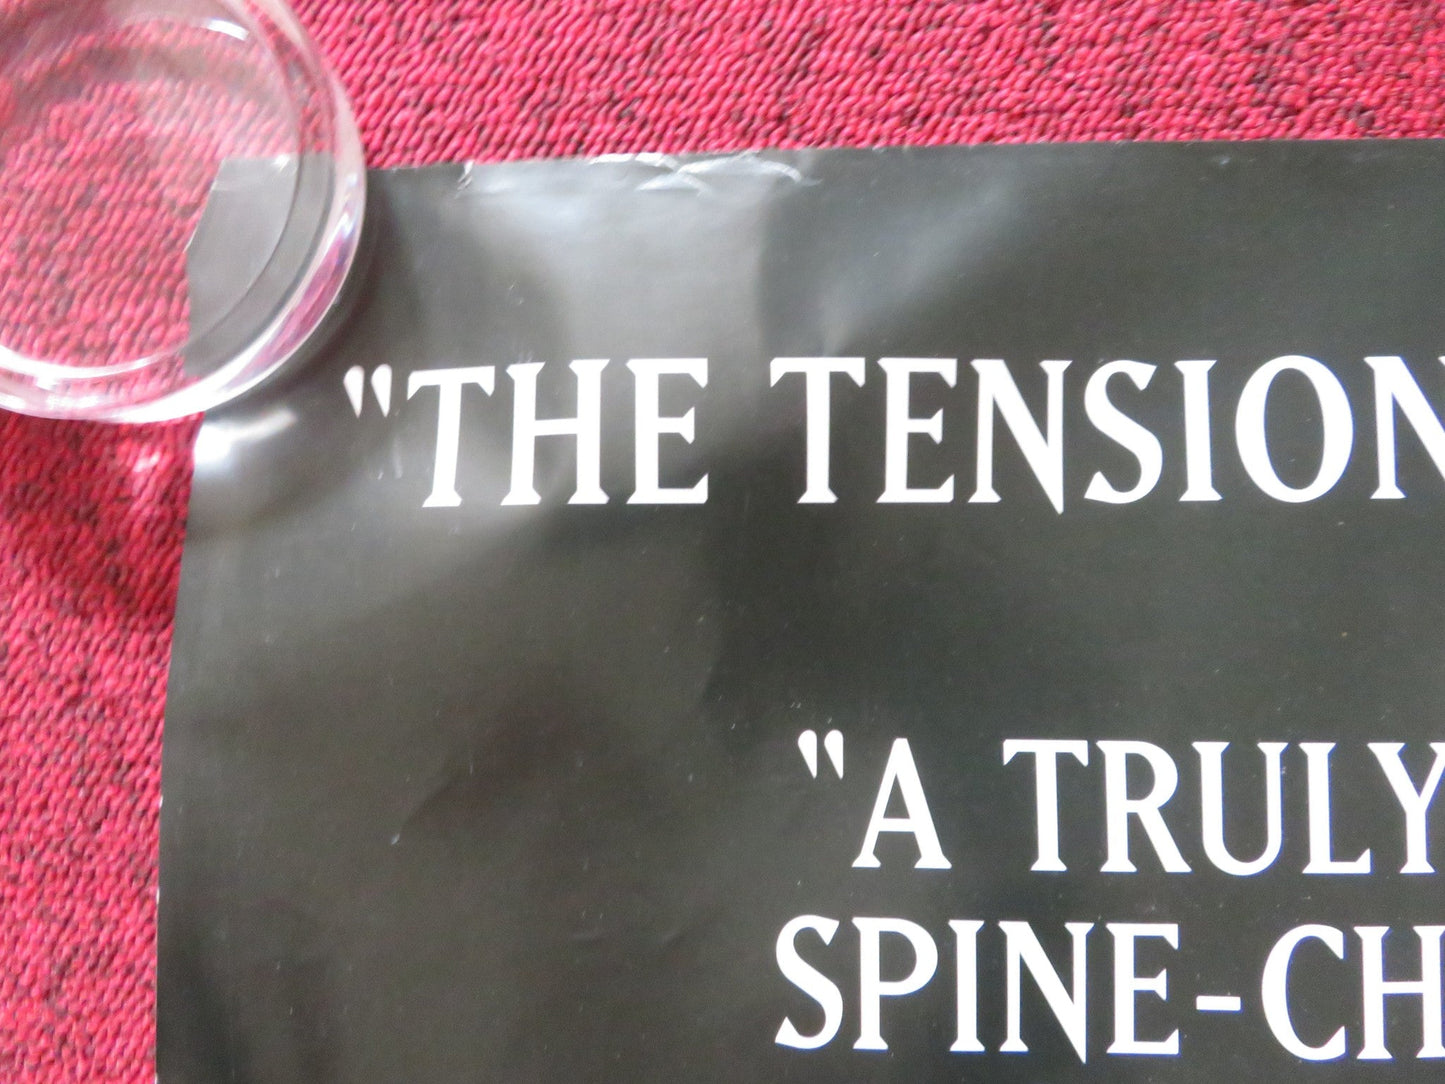 "THE TENSION
"A TRULY
SPINE-CH